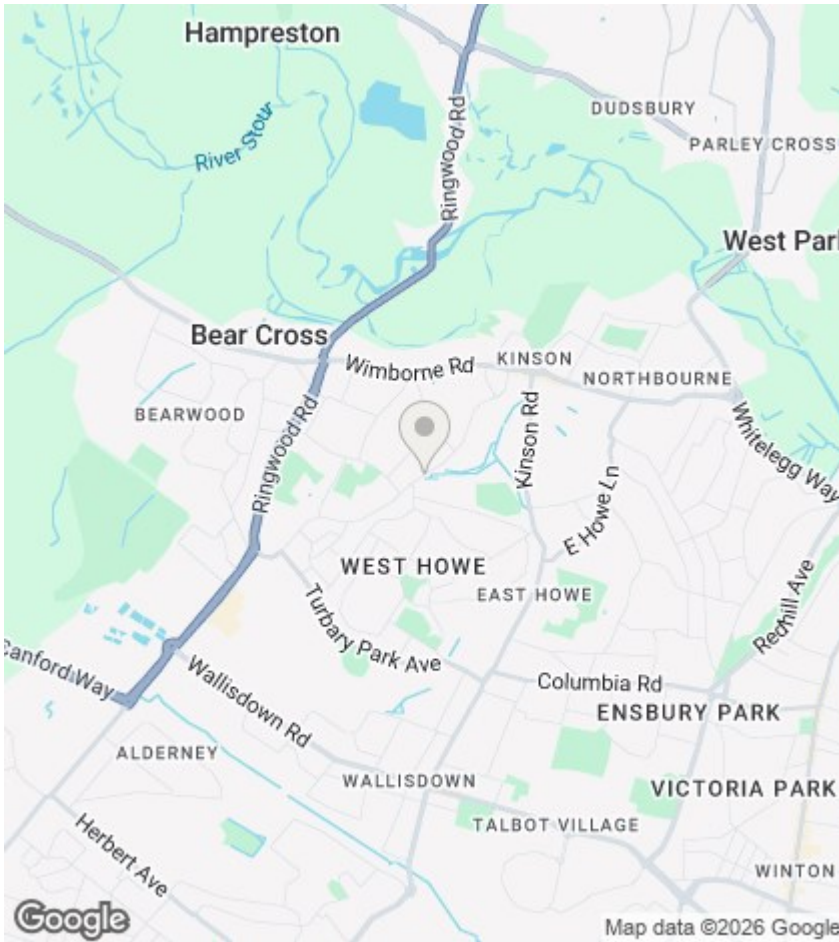 Hampreston
DUDSBURY
PARLEY CROSS
River Stour
Ringwood Rd
West Parl
Bear Cross
Wimborne Rd
KINSON
NORTHBOURNE
BEARWOOD
Ringwood Rd
Kinson Rd
Whitelegg Way
E Howe Ln
WEST HOWE
EAST HOWE
Redhill Ave
Turbary Park Ave
Canford Way
Wallisdown Rd
Columbia Rd
ENSBURY PARK
ALDERNEY
WALLISDOWN
VICTORIA PARK
TALBOT VILLAGE
Herbert Ave
WINTON
Google
Map data ©2026 Google